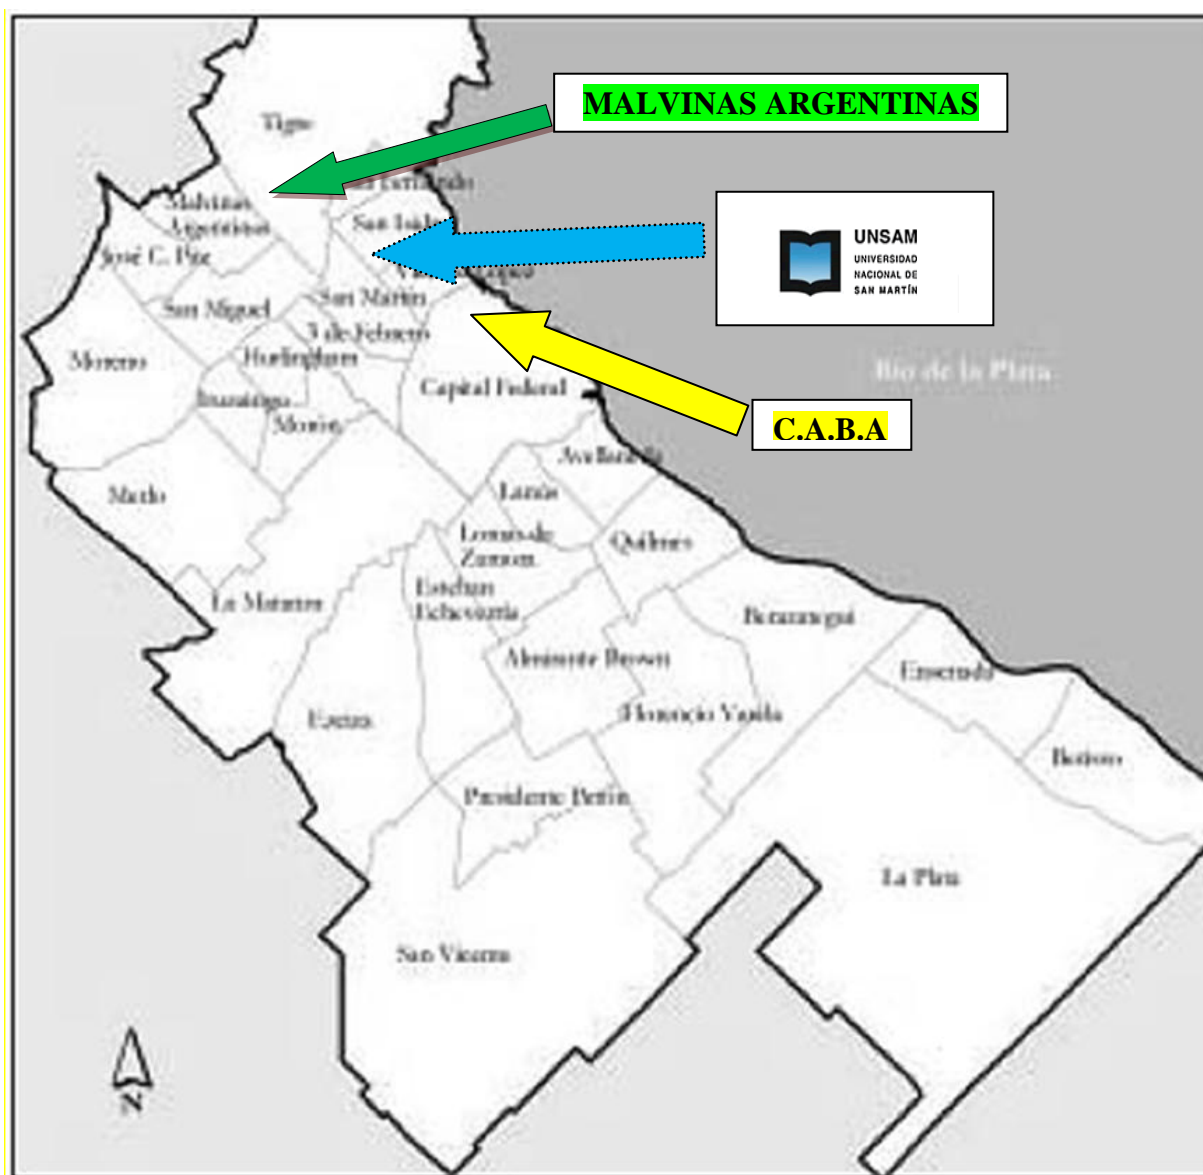 Tigre
MALVINAS ARGENTINAS
Fernando
Malvinas
Argentinas
San Isidro
UNSAM
UNIVERSIDAD
NACIONAL DE
SAN MARTÍN
José C. Paz
San Martín
San Miguel
3 de Febrero
Moreno
Hurlingham
Río de la Plata
Capital Federal
Ituzaingo
Morón
C.A.B.A
Avellaneda
Merlo
Lanús
Lomas de
Zamora
Quilmes
Esteban
Echeverría
La Matanza
Berazategui
Almirante Brown
Ensenada
Ezeiza
Florencio Varela
Berisso
Presidente Perón
La Plata
San Vicente
N